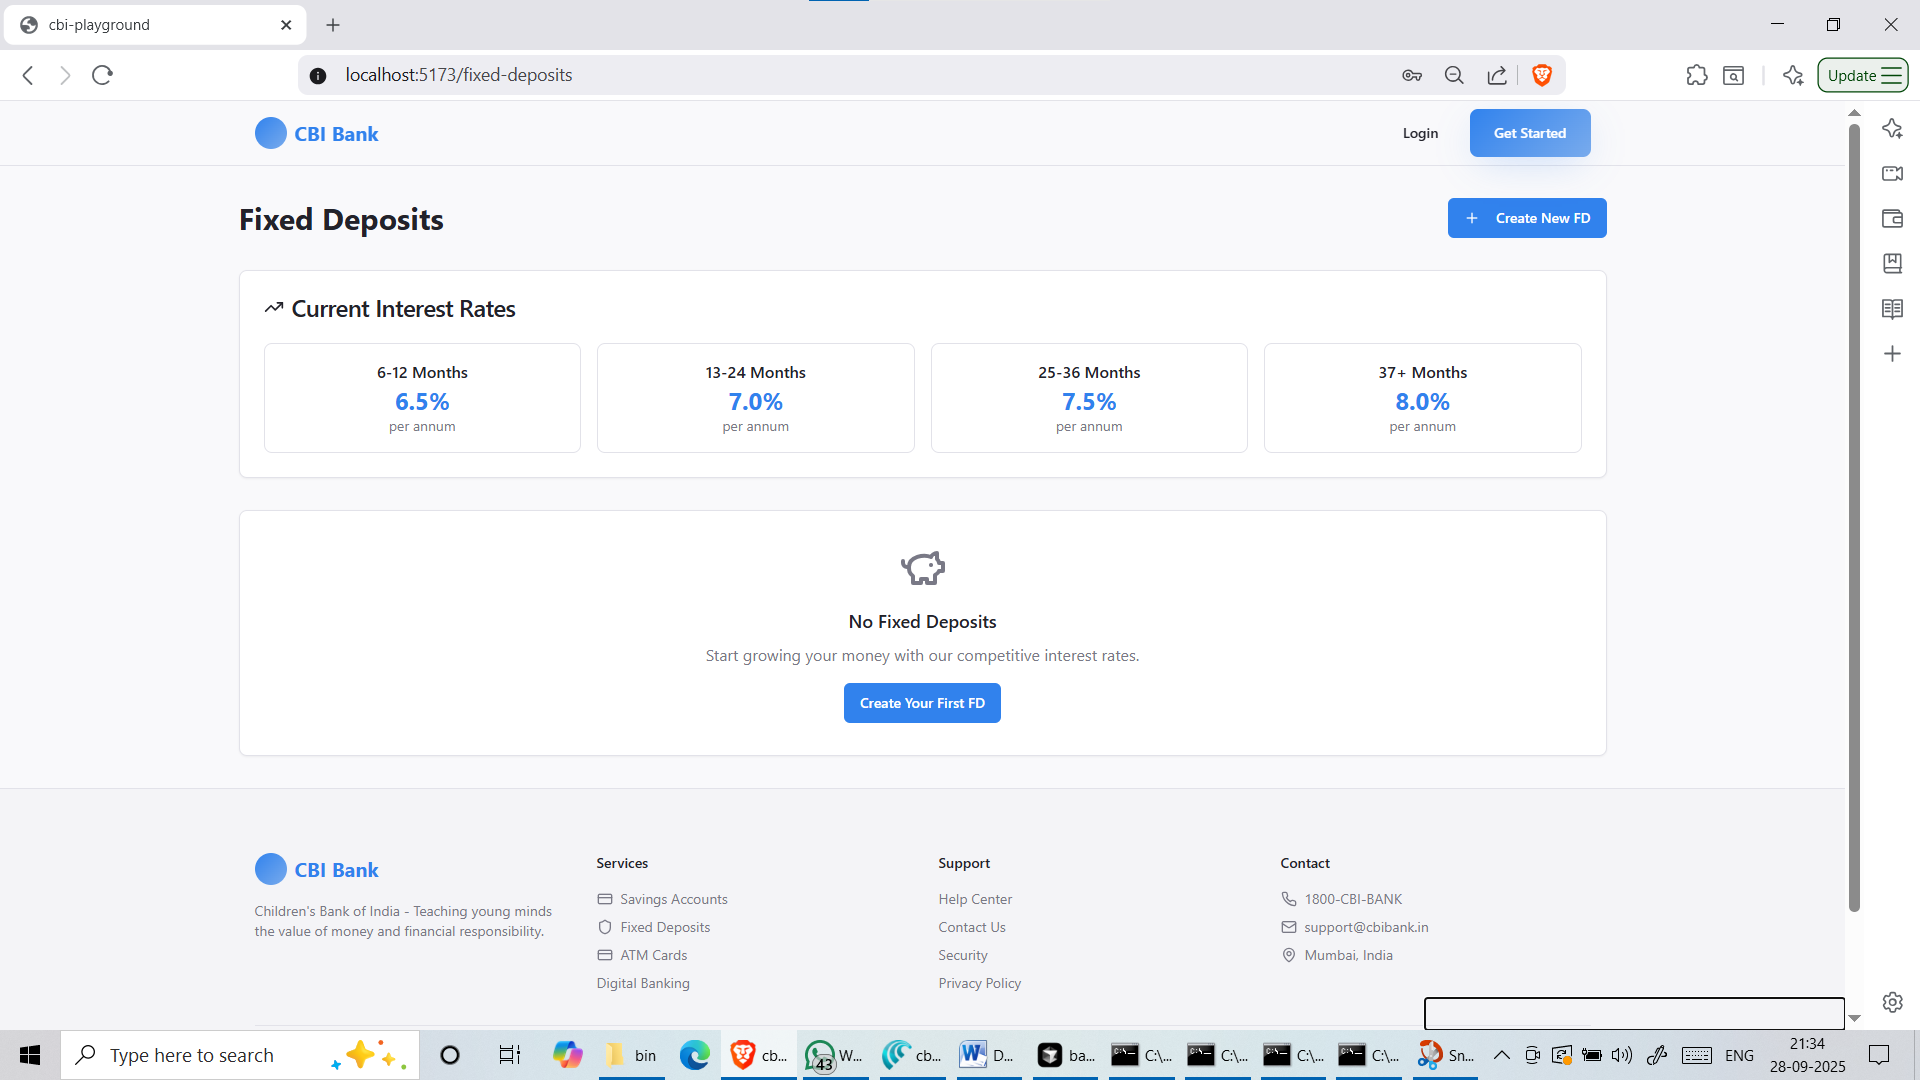 cbi-playground
localhost:5173/fixed-deposits
Update
CBI Bank
Login
Get Started
Fixed Deposits
+ Create New FD
Current Interest Rates
6-12 Months
6.5%
per annum
13-24 Months
7.0%
per annum
25-36 Months
7.5%
per annum
37+ Months
8.0%
per annum
No Fixed Deposits
Start growing your money with our competitive interest rates.
Create Your First FD
CBI Bank
Children's Bank of India - Teaching young minds
the value of money and financial responsibility.
Services
Savings Accounts
Fixed Deposits
ATM Cards
Digital Banking
Support
Help Center
Contact Us
Security
Privacy Policy
Contact
1800-CBI-BANK
support@cbibank.in
Mumbai, India
Type here to search
bin
cb...
43
W...
cb...
D...
ba...
C:\...
C:\...
C:\...
C:\...
Sn...
ENG
21:34
28-09-2025